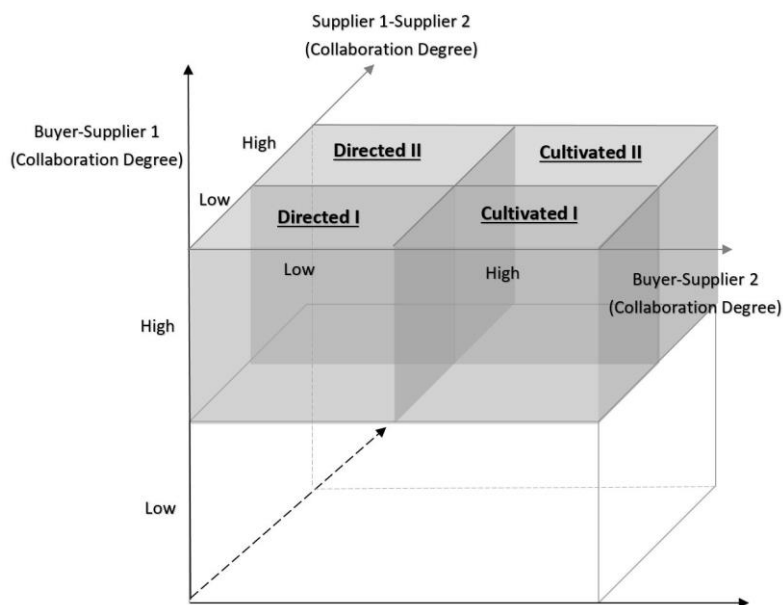 Supplier 1-Supplier 2
(Collaboration Degree)
Buyer-Supplier 1
(Collaboration Degree)
High
Directed II
Cultivated II
Low
Directed I
Cultivated I
Low
High
Buyer-Supplier 2
(Collaboration Degree)
High
Low